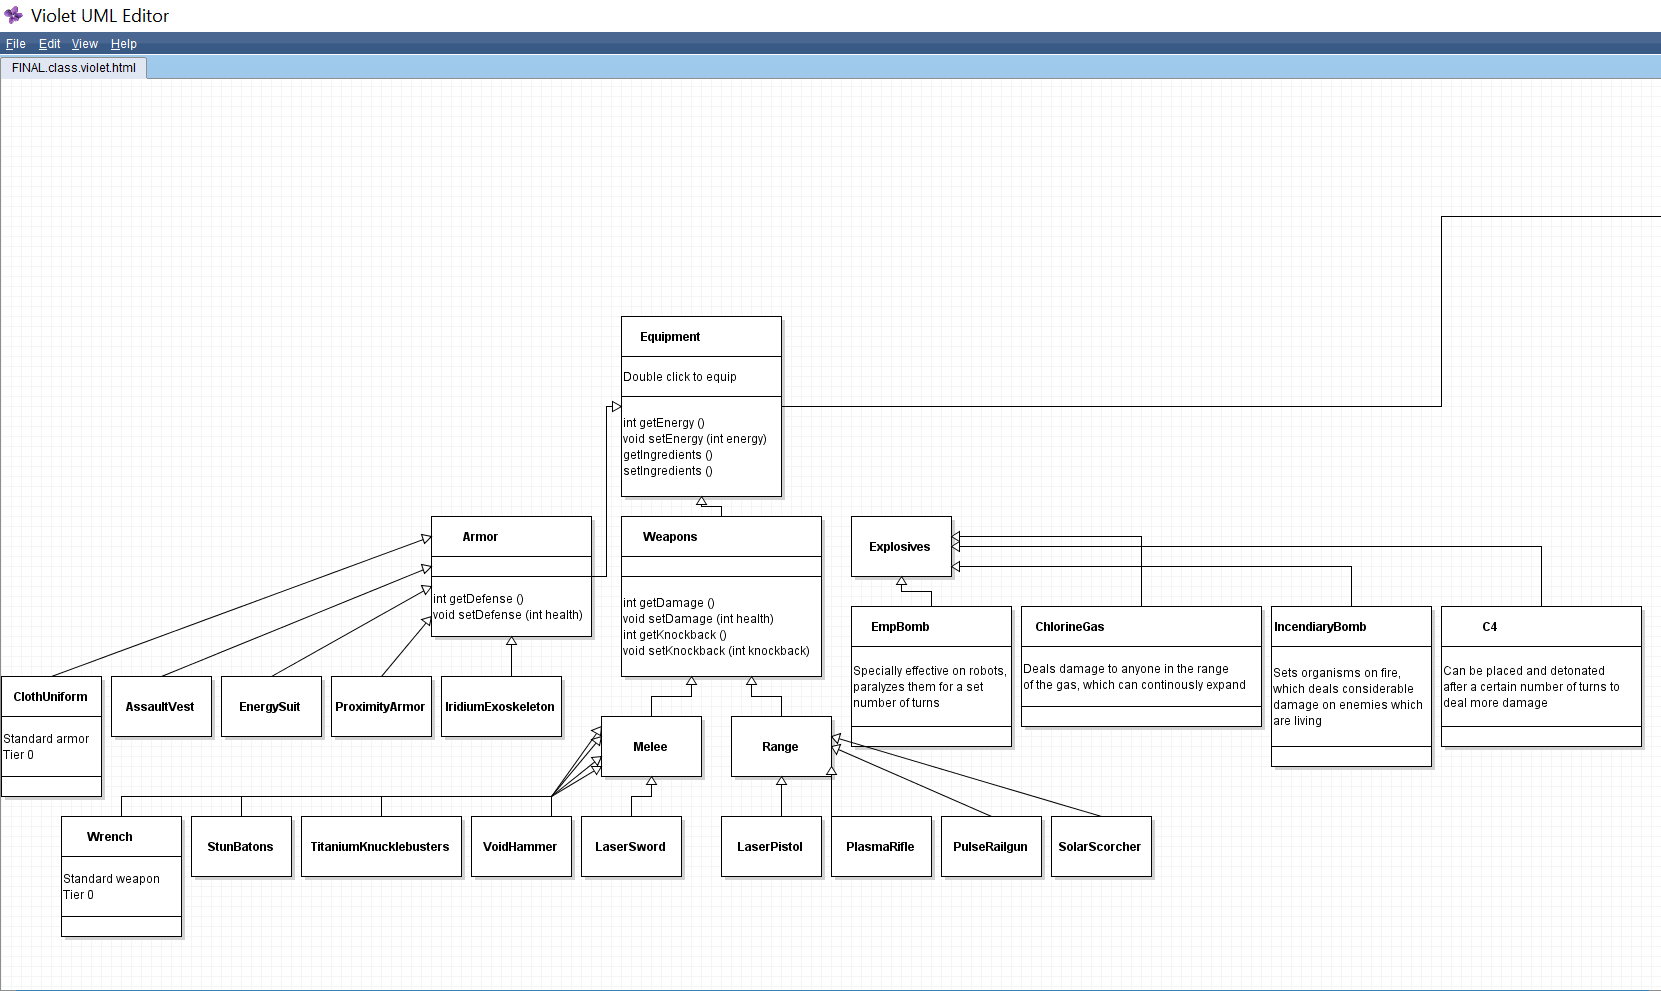 Violet UML Editor
File Edit View Help
FINAL.class.violet.html
Equipment
Double click to equip
int getEnergy ()
void setEnergy (int energy)
getIngredients ()
setIngredients ()
Armor
int getDefense ()
void setDefense (int health)
Weapons
int getDamage ()
void setDamage (int health)
int getKnockback ()
void setKnockback (int knockback)
Explosives
EmpBomb
Specially effective on robots,
paralyzes them for a set
number of turns
ChlorineGas
Deals damage to anyone in the range
of the gas, which can continously expand
IncendiaryBomb
Sets organisms on fire,
which deals considerable
damage on enemies which
are living
C4
Can be placed and detonated
after a certain number of turns to
deal more damage
ClothUniform
Standard armor
Tier 0
AssaultVest
EnergySuit
ProximityArmor
IridiumExoskeleton
Melee
Range
Wrench
Standard weapon
Tier 0
StunBatons
TitaniumKnucklebusters
VoidHammer
LaserSword
LaserPistol
PlasmaRifle
PulseRailgun
SolarScorcher